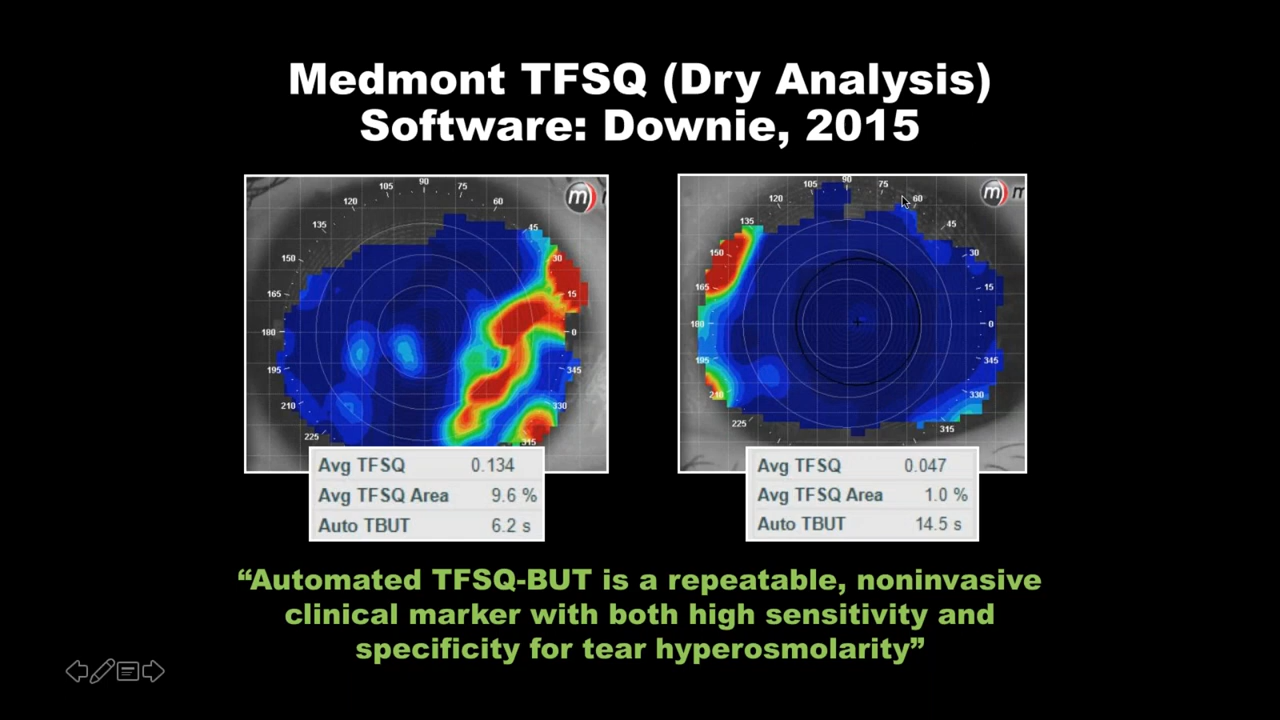 Medmont TFSQ (Dry Analysis)
Software: Downie, 2015
105 90 75
120 60
135 45
150 30
165 15
180 0
195 345
210 330
225 315
m
Avg TFSQ 0.134
Avg TFSQ Area 9.6 %
Auto TBUT 6.2 s
105 90 75
120 60
135 45
150 30
165 15
180 0
195 345
210 330
225 315
m
Avg TFSQ 0.047
Avg TFSQ Area 1.0 %
Auto TBUT 14.5 s
“Automated TFSQ-BUT is a repeatable, noninvasive
clinical marker with both high sensitivity and
specificity for tear hyperosmolarity”